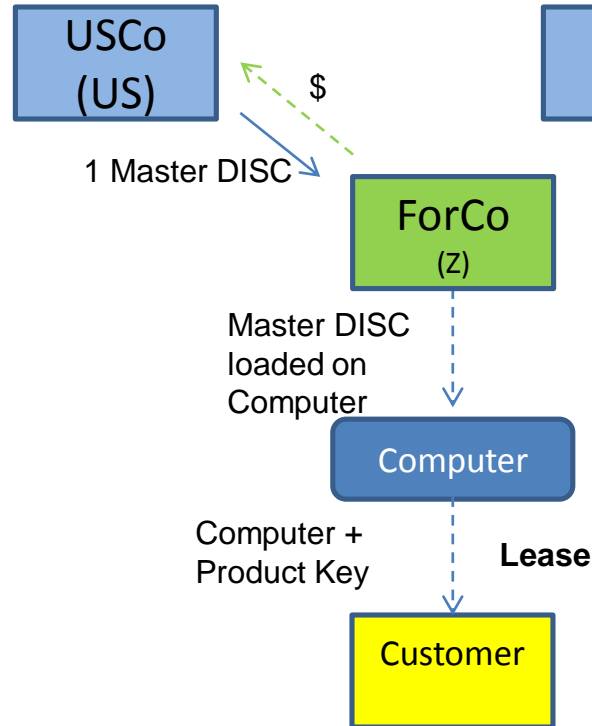 USCo
(US)
$
1 Master DISC
ForCo
(Z)
Master DISC
loaded on
Computer
Computer
Computer +
Product Key
Lease
Customer